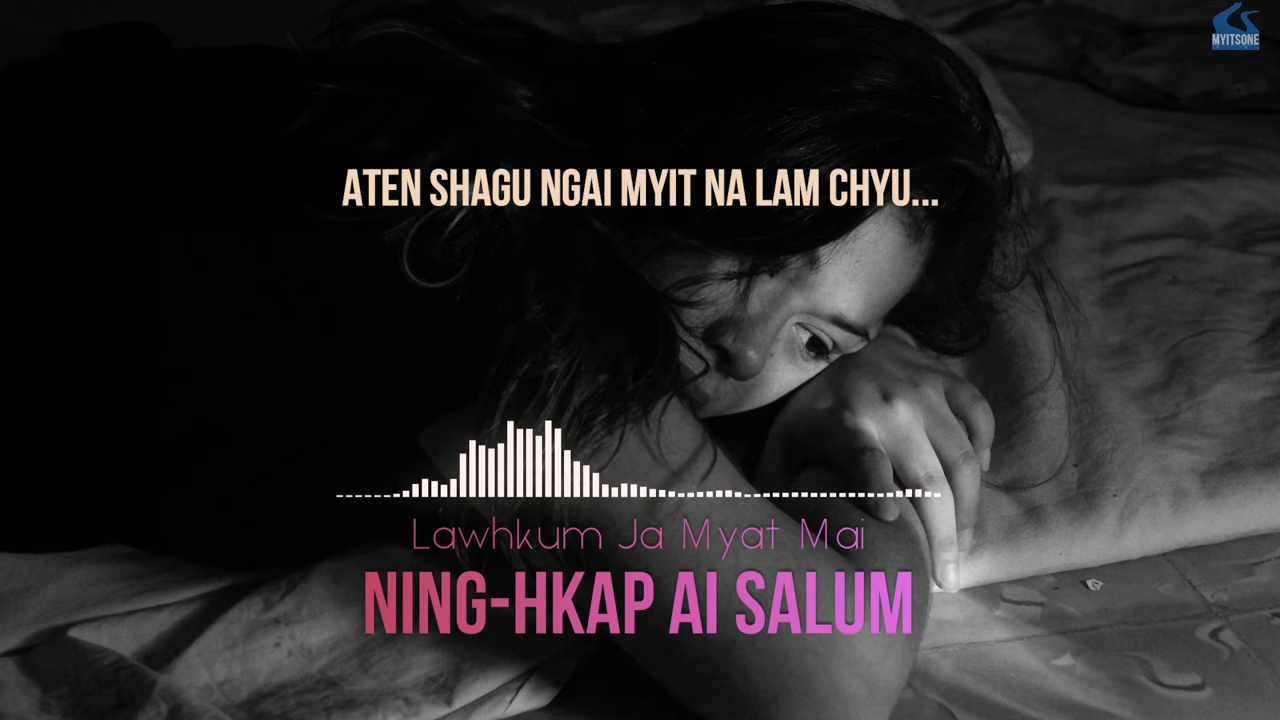 MYITSONE
ATEN SHAGU NGAI MYIT NA LAM CHYU...
Lawhkum Ja Myat Mai
NING-HKAP AI SALUM